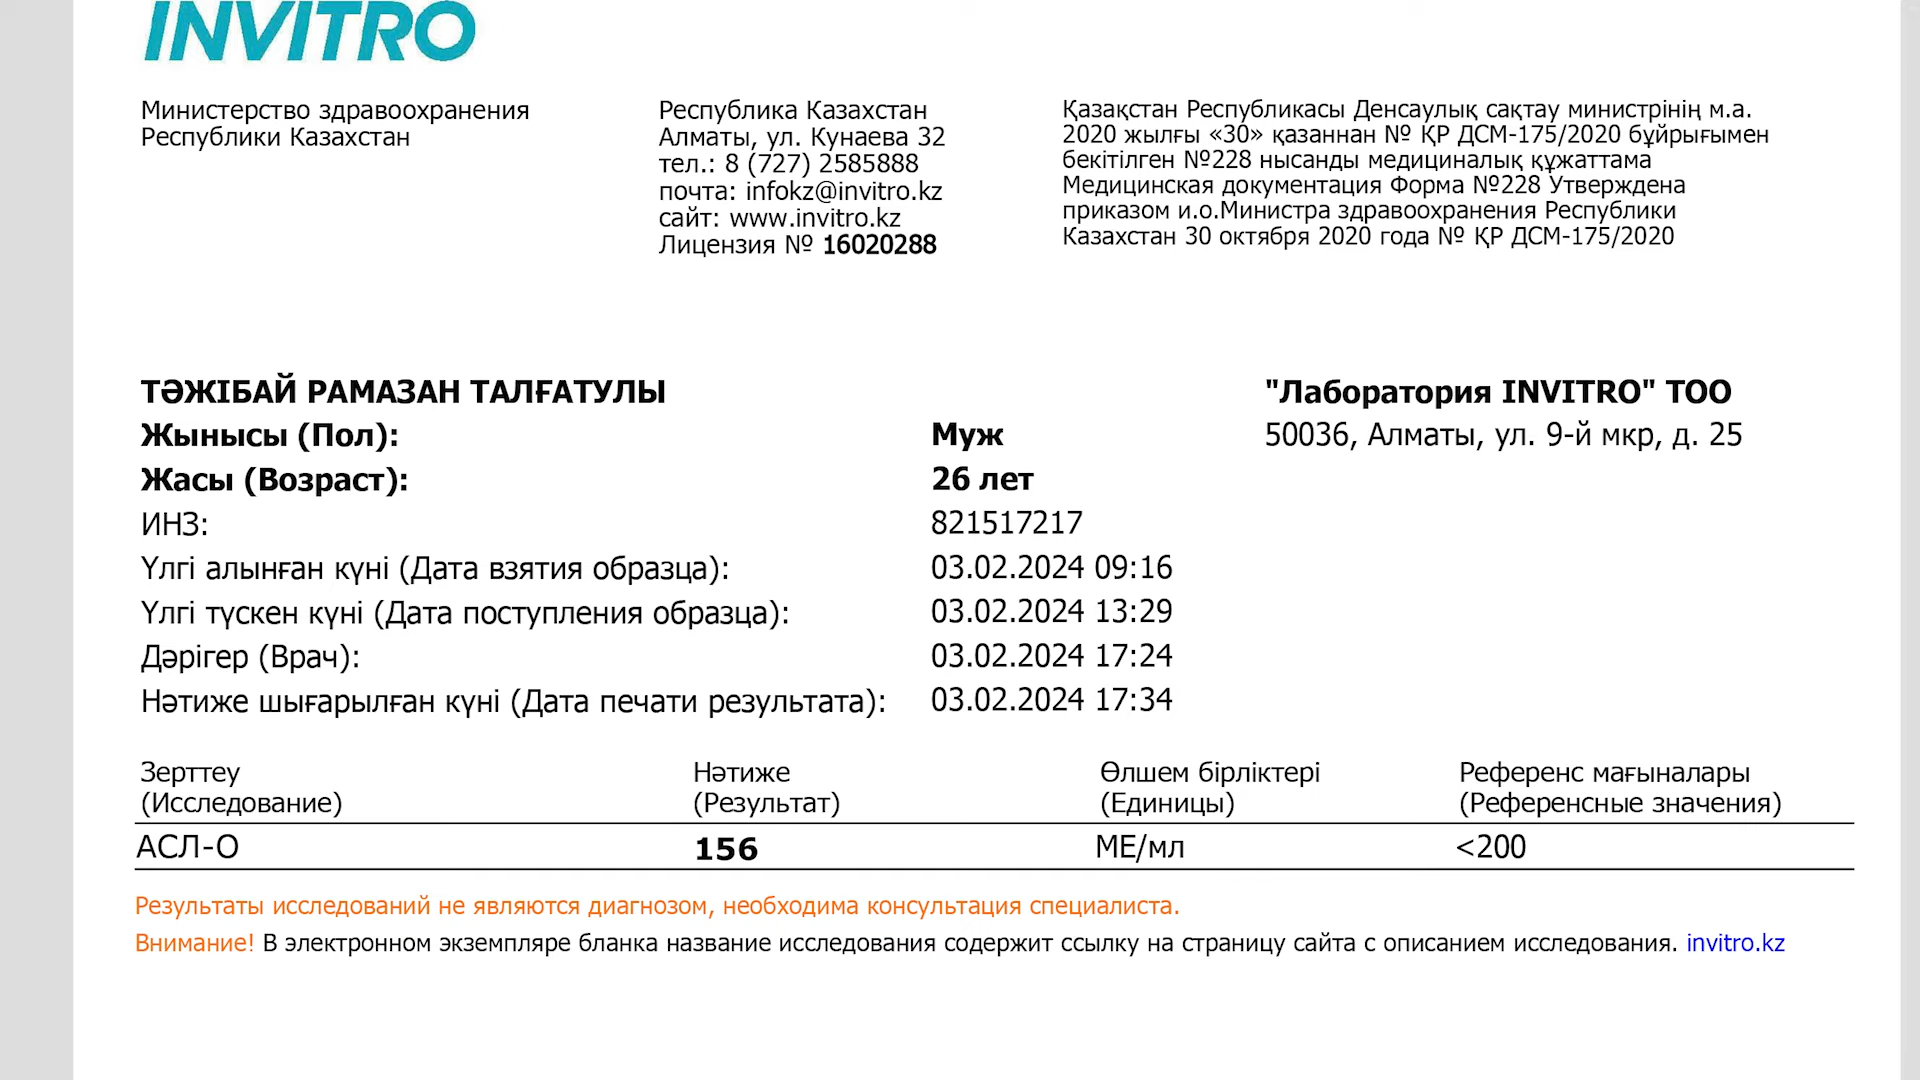 INVITRO
Министерство здравоохранения
Республики Казахстан
Республика Казахстан
Алматы, ул. Кунаева 32
тел.: 8 (727) 2585888
почта: infokz@invitro.kz
сайт: www.invitro.kz
Лицензия № 16020288
Қазақстан Республикасы Денсаулық сақтау министрінің м.а.
2020 жылғы «30» қазаннан № ҚР ДСМ-175/2020 бұйрығымен
бекітілген №228 нысанды медициналық құжаттама
Медицинская документация Форма №228 Утверждена
приказом и.о.Министра здравоохранения Республики
Казахстан 30 октября 2020 года № ҚР ДСМ-175/2020
ТӘЖІБАЙ РАМАЗАН ТАЛҒАТУЛЫ
Жынысы (Пол): Муж
Жасы (Возраст): 26 лет
ИНЗ: 821517217
Үлгі алынған күні (Дата взятия образца): 03.02.2024 09:16
Үлгі түскен күні (Дата поступления образца): 03.02.2024 13:29
Дәрігер (Врач): 03.02.2024 17:24
Нәтиже шығарылған күні (Дата печати результата): 03.02.2024 17:34
"Лаборатория INVITRO" ТОО
50036, Алматы, ул. 9-й мкр, д. 25
Зерттеу Нәтиже Өлшем бірліктері Референс мағыналары
(Исследование) (Результат) (Единицы) (Референсные значения)
АСЛ-О 156 МЕ/мл <200
Результаты исследований не являются диагнозом, необходима консультация специалиста.
Внимание! В электронном экземпляре бланка название исследования содержит ссылку на страницу сайта с описанием исследования. invitro.kz